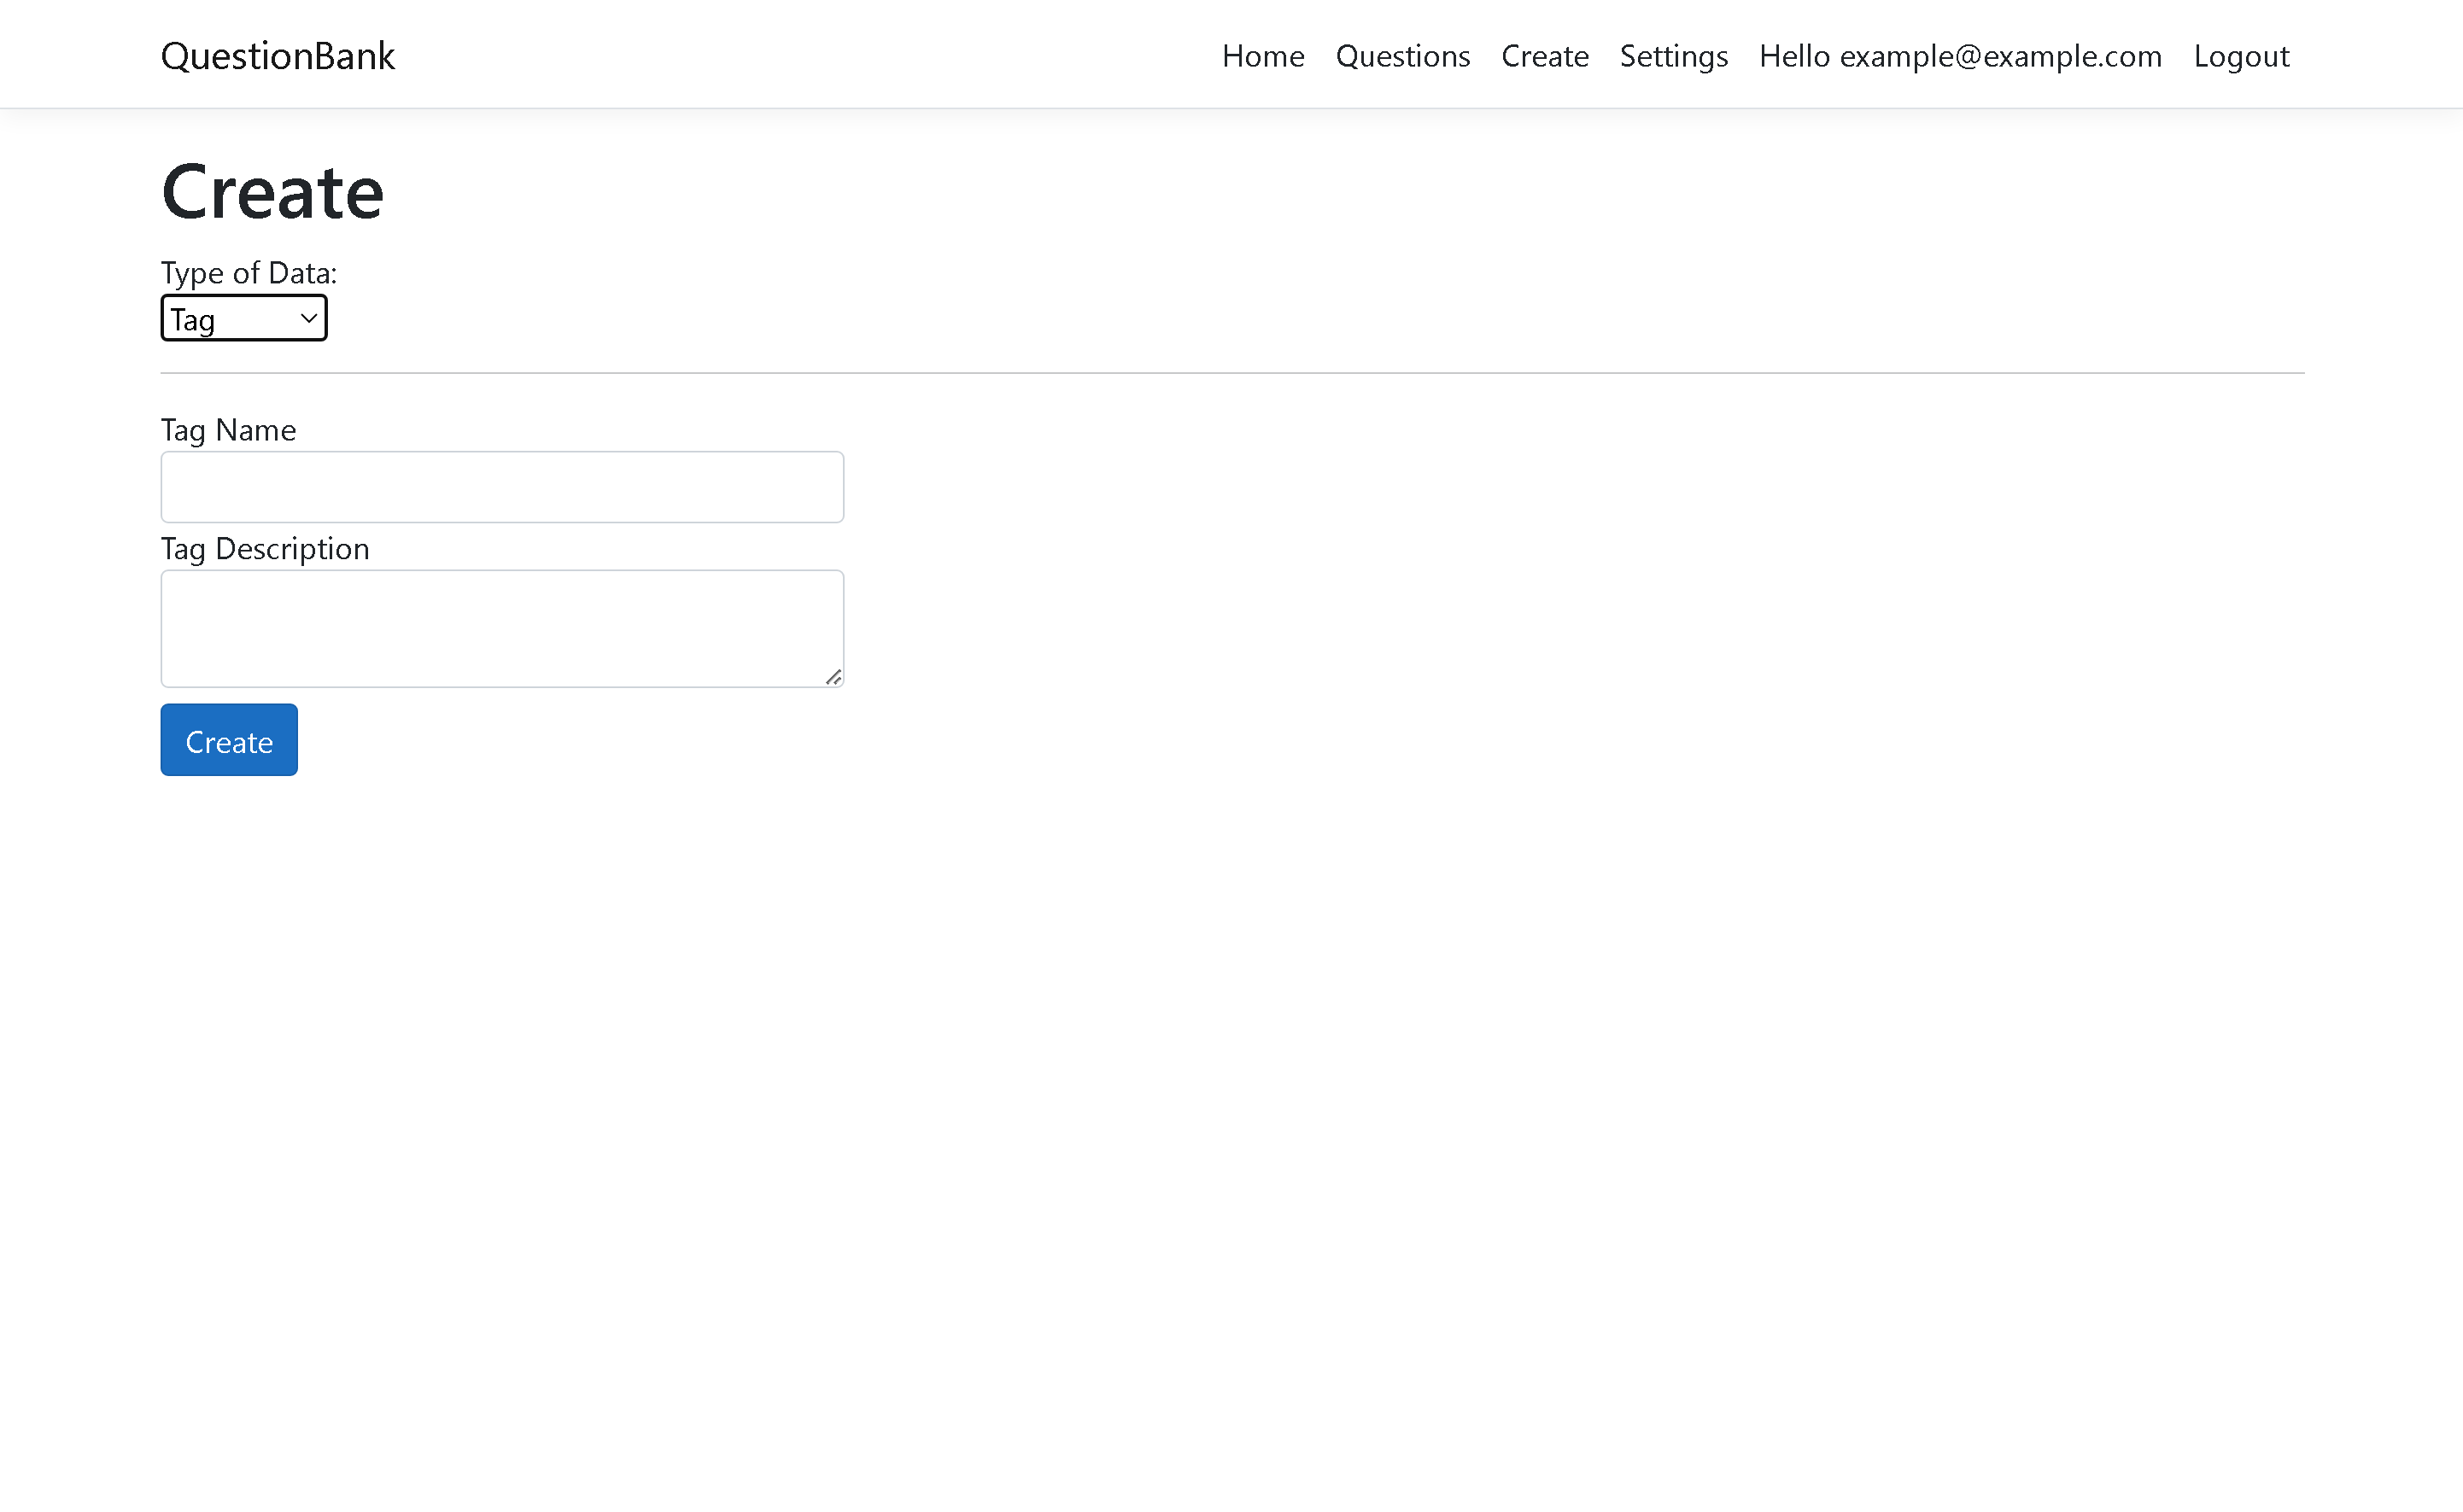 QuestionBank Home Questions Create Settings Hello example@example.com Logout
Create
Type of Data:
Tag
Tag Name
Tag Description
Create